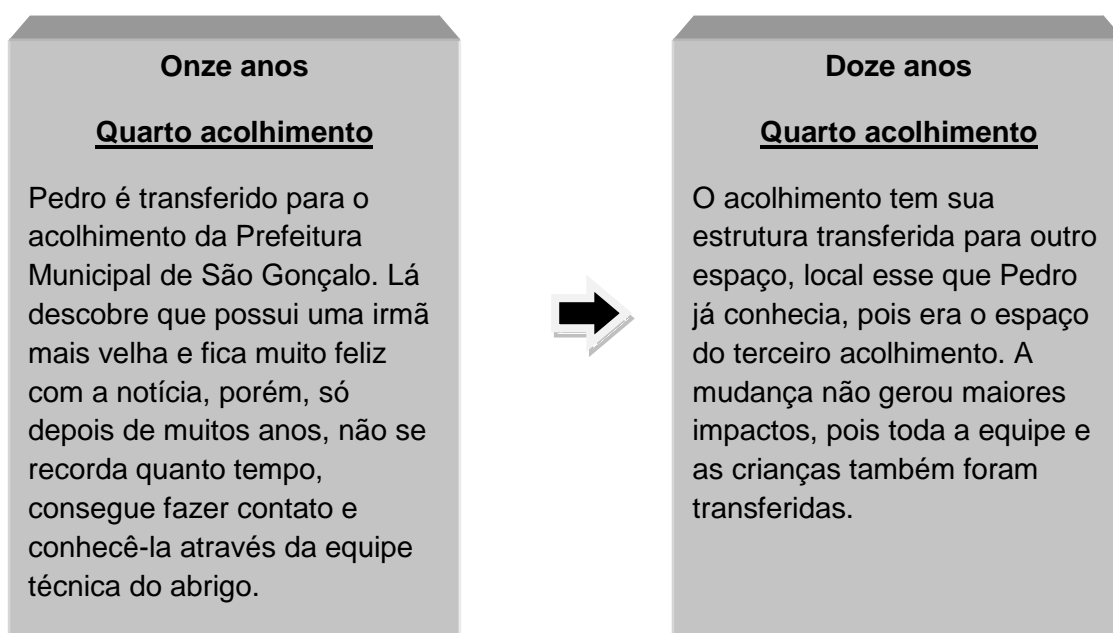 Onze anos
Quarto acolhimento
Pedro é transferido para o
acolhimento da Prefeitura
Municipal de São Gonçalo. Lá
descobre que possui uma irmã
mais velha e fica muito feliz
com a notícia, porém, só
depois de muitos anos, não se
recorda quanto tempo,
consegue fazer contato e
conhecê-la através da equipe
técnica do abrigo.
Doze anos
Quarto acolhimento
O acolhimento tem sua
estrutura transferida para outro
espaço, local esse que Pedro
já conhecia, pois era o espaço
do terceiro acolhimento. A
mudança não gerou maiores
impactos, pois toda a equipe e
as crianças também foram
transferidas.